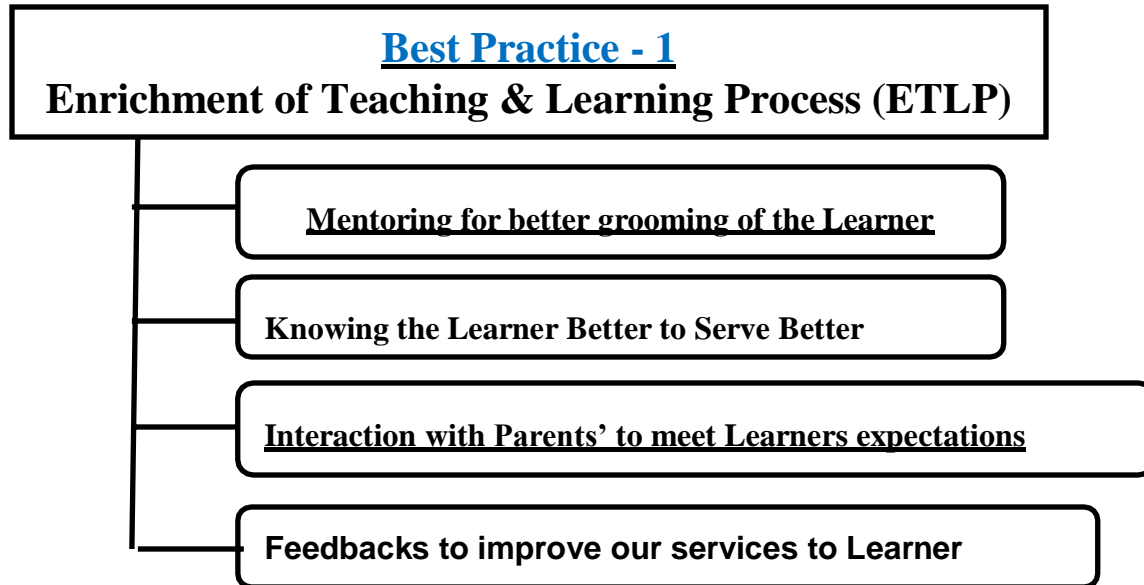 Best Practice - 1
Enrichment of Teaching & Learning Process (ETLP)
Mentoring for better grooming of the Learner
Knowing the Learner Better to Serve Better
Interaction with Parents’ to meet Learners expectations
Feedbacks to improve our services to Learner